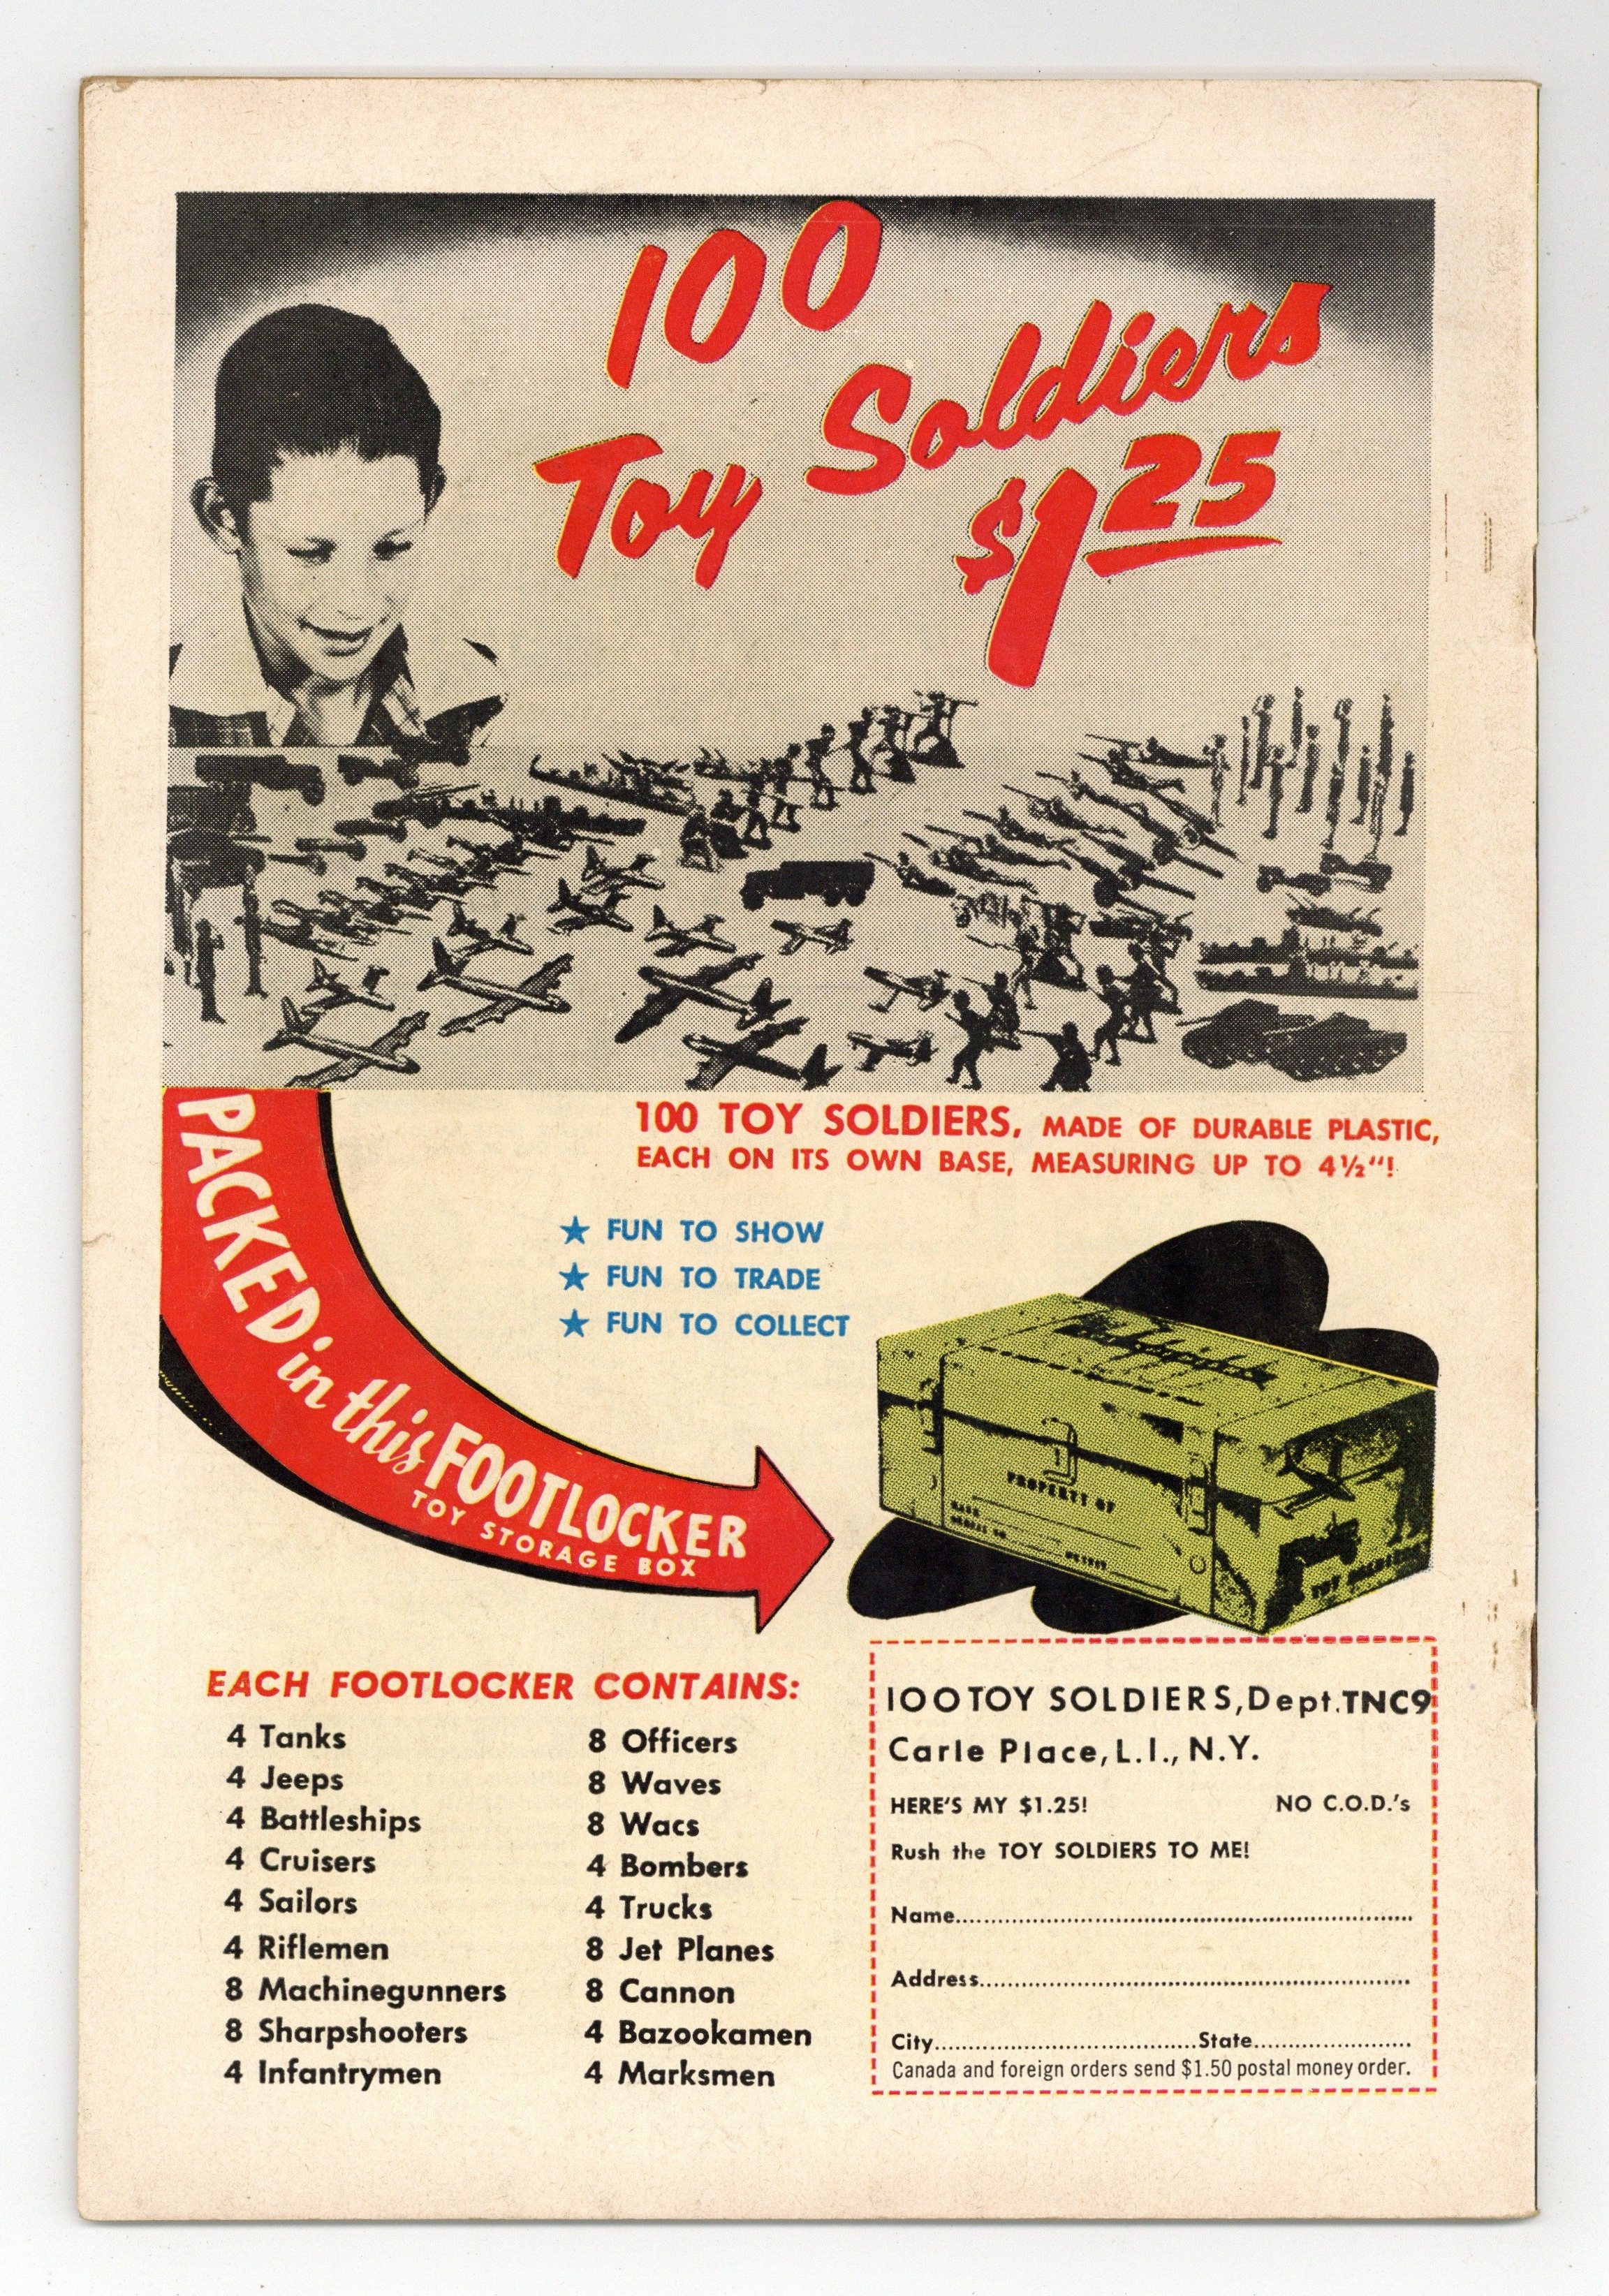 100
Toy Soldiers
$1 25
100 TOY SOLDIERS, MADE OF DURABLE PLASTIC,
EACH ON ITS OWN BASE, MEASURING UP TO 4½"!
PACKED in this FOOTLOCKER
TOY STORAGE BOX
★ FUN TO SHOW
★ FUN TO TRADE
★ FUN TO COLLECT
PROPERTY OF
TOY SOLDIERS
EACH FOOTLOCKER CONTAINS:
4 Tanks
4 Jeeps
4 Battleships
4 Cruisers
4 Sailors
4 Riflemen
8 Machinegunners
8 Sharpshooters
4 Infantrymen
8 Officers
8 Waves
8 Wacs
4 Bombers
4 Trucks
8 Jet Planes
8 Cannon
4 Bazookamen
4 Marksmen
100 TOY SOLDIERS, Dept. TNC9
Carle Place, L.I., N.Y.
HERE'S MY $1.25! NO C.O.D.'s
Rush the TOY SOLDIERS TO ME!
Name
Address
City State
Canada and foreign orders send $1.50 postal money order.